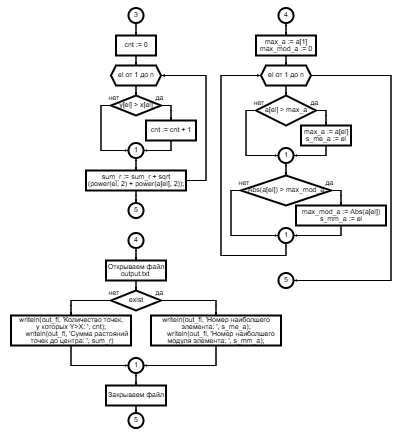 3
cnt := 0
el от 1 до n
нет
да
y[el] > x[el]
cnt := cnt + 1
1
sum_r := sum_r + sqrt
(power(el, 2) + power(a[el], 2));
5
4
max_a := a[1]
max_mod_a := 0
el от 1 до n
нет
да
a[el] > max_a
max_a := a[el]
s_me_a := el
1
нет
да
Abs(a[el]) > max_mod_a
max_mod_a := Abs(a[el])
s_mm_a := el
1
5
4
Открываем файл
output.txt
нет
да
exist
writeln(out_fl, 'Количество точек,
у которых Y>X: ', cnt);
writeln(out_fl, 'Сумма растояний
точек до центра: ', sum_r)
writeln(out_fl, 'Номер наиболшего
элемента: ', s_me_a);
writeln(out_fl, 'Номер наиболшего
модуля элемента: ', s_mm_a);
1
Закрываем файл
5